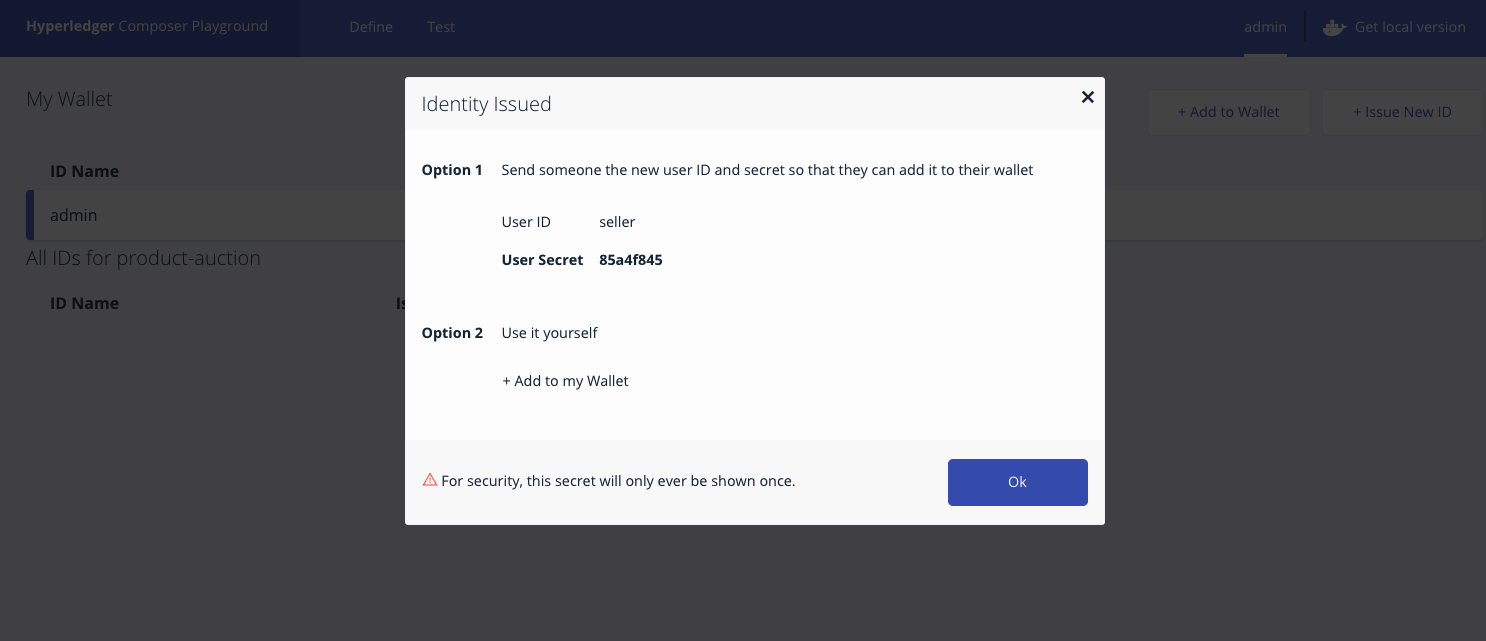 Hyperledger Composer Playground Define Test admin Get local version
My Wallet
+ Add to Wallet + Issue New ID
ID Name
admin
All IDs for product-auction
ID Name
Identity Issued
Option 1 Send someone the new user ID and secret so that they can add it to their wallet
User ID seller
User Secret 85a4f845
Option 2 Use it yourself
+ Add to my Wallet
For security, this secret will only ever be shown once.
Ok